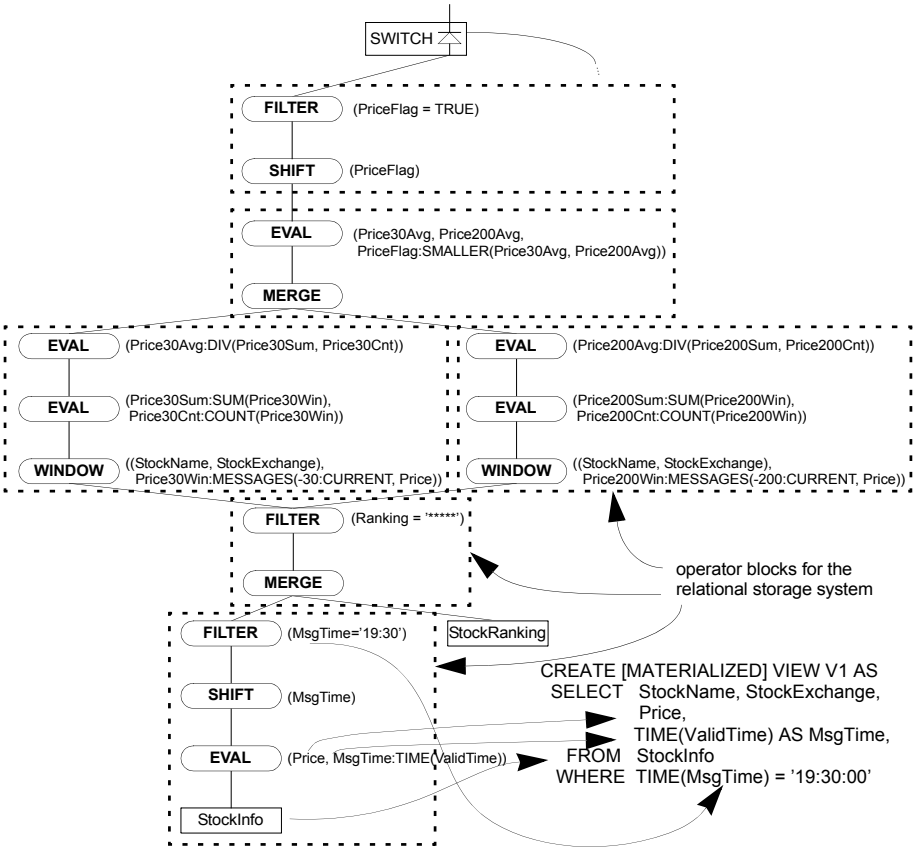 SWITCH
FILTER (PriceFlag = TRUE)
SHIFT (PriceFlag)
EVAL (Price30Avg, Price200Avg,
PriceFlag:SMALLER(Price30Avg, Price200Avg))
MERGE
EVAL (Price30Avg:DIV(Price30Sum, Price30Cnt))
EVAL (Price30Sum:SUM(Price30Win),
Price30Cnt:COUNT(Price30Win))
WINDOW ((StockName, StockExchange),
Price30Win:MESSAGES(-30:CURRENT, Price))
EVAL (Price200Avg:DIV(Price200Sum, Price200Cnt))
EVAL (Price200Sum:SUM(Price200Win),
Price200Cnt:COUNT(Price200Win))
WINDOW ((StockName, StockExchange),
Price200Win:MESSAGES(-200:CURRENT, Price))
FILTER (Ranking = '*****')
MERGE
operator blocks for the
relational storage system
FILTER (MsgTime='19:30')
StockRanking
SHIFT (MsgTime)
EVAL (Price, MsgTime:TIME(ValidTime))
StockInfo
CREATE [MATERIALIZED] VIEW V1 AS
SELECT StockName, StockExchange,
Price,
TIME(ValidTime) AS MsgTime,
FROM StockInfo
WHERE TIME(MsgTime) = '19:30:00'